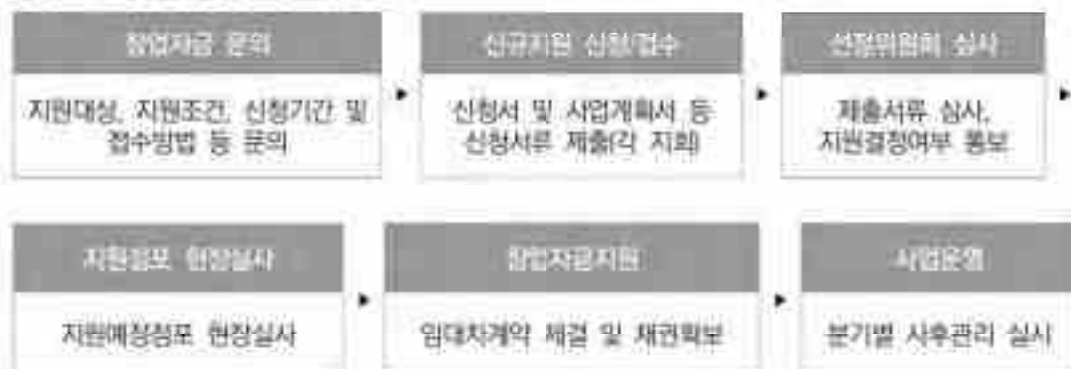 창업자금 문의
지원대상, 지원조건, 신청기간 및
접수방법 등 문의
신규지원 신청/접수
신청서 및 사업계획서 등
신청서류 제출(각 지회)
선정위원회 심사
제출서류 심사,
지원결정여부 통보
지원점포 현장실사
지원예정점포 현장실사
창업자금지원
임대차계약 체결 및 채권확보
사업운영
분기별 사후관리 실시